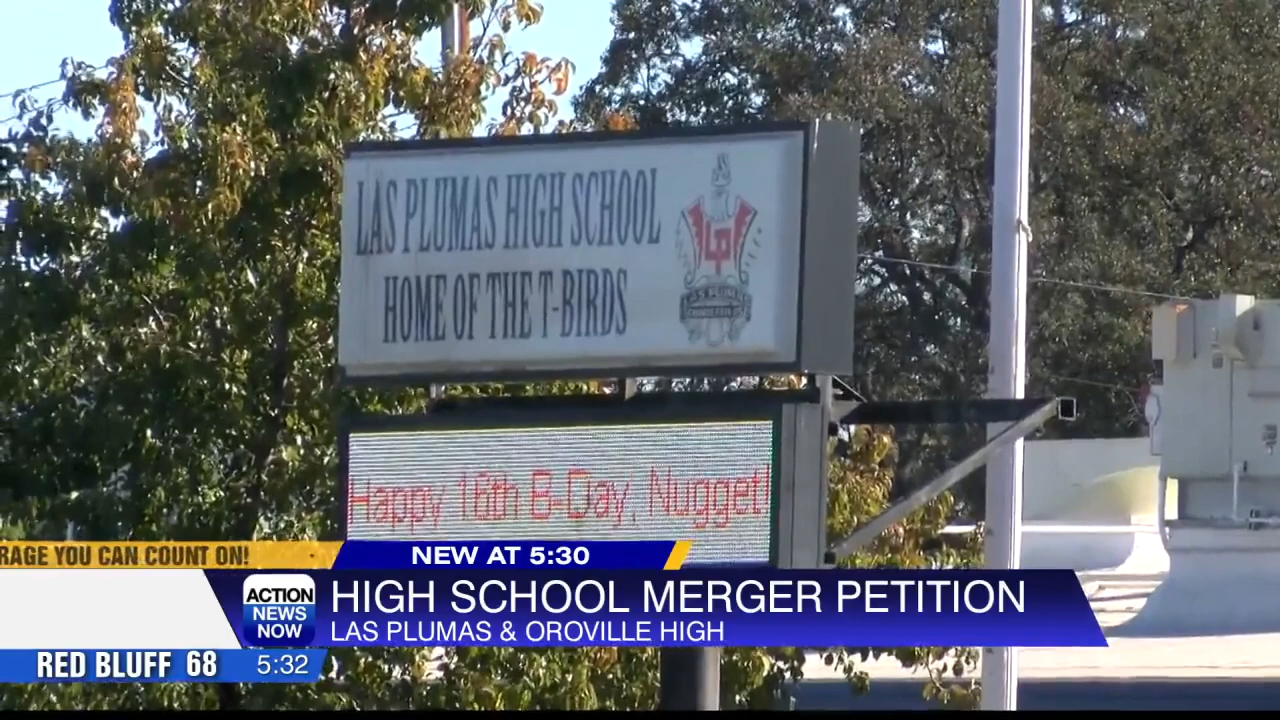 LAS PLUMAS HIGH SCHOOL
HOME OF THE T-BIRDS
LP
LAS PLUMAS
Happy 16th B-Day, Nugget!
RAGE YOU CAN COUNT ON!
NEW AT 5:30
ACTION
NEWS
NOW
HIGH SCHOOL MERGER PETITION
LAS PLUMAS & OROVILLE HIGH
RED BLUFF 68 5:32